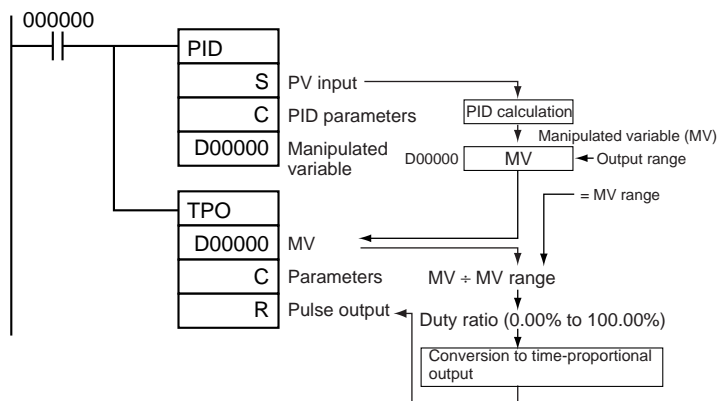 000000
PID
S PV input
C PID parameters
D00000 Manipulated
variable
PID calculation
Manipulated variable (MV)
D00000 MV Output range
= MV range
TPO
D00000 MV
C Parameters
R Pulse output
MV ÷ MV range
Duty ratio (0.00% to 100.00%)
Conversion to time-proportional
output